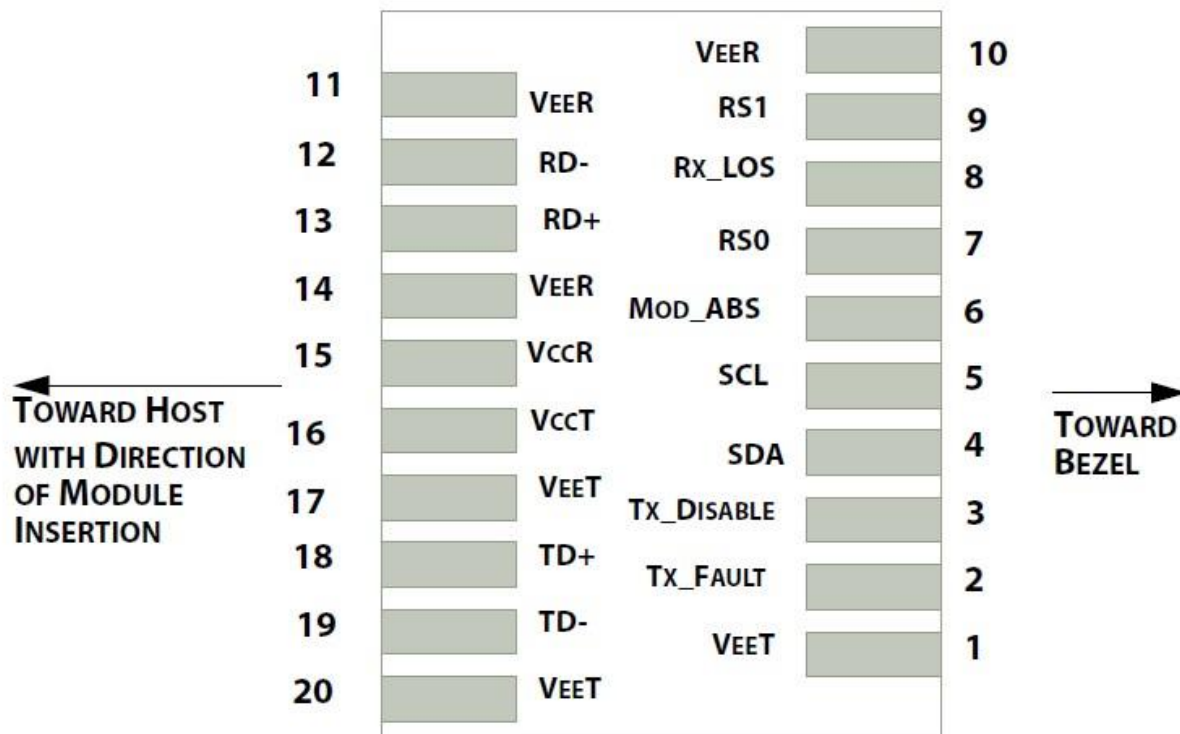 11 VEER
12 RD-
13 RD+
14 VEER
15 VCCR
16 VCCT
17 VEET
18 TD+
19 TD-
20 VEET
VEER 10
RS1 9
RX_LOS 8
RS0 7
MOD_ABS 6
SCL 5
SDA 4
TX_DISABLE 3
TX_FAULT 2
VEET 1
TOWARD HOST
WITH DIRECTION
OF MODULE
INSERTION
TOWARD
BEZEL